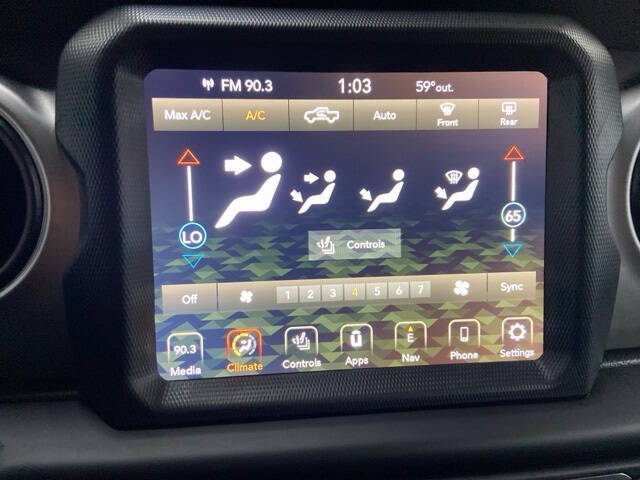 FM 90.3 1:03 59° out.
Max A/C A/C Auto Front Rear
LO 65
Controls
Off 1 2 3 4 5 6 7 Sync
90.3 E
Media Climate Controls Apps Nav Phone Settings